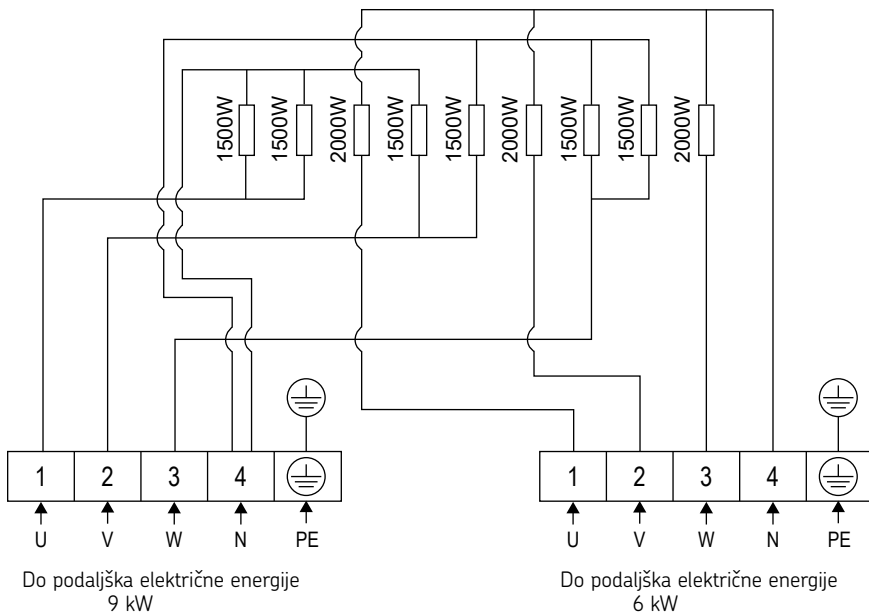 1500W
1500W
2000W
1500W
1500W
2000W
1500W
1500W
2000W
1 2 3 4
U V W N PE
Do podaljška električne energije
9 kW
1 2 3 4
U V W N PE
Do podaljška električne energije
6 kW